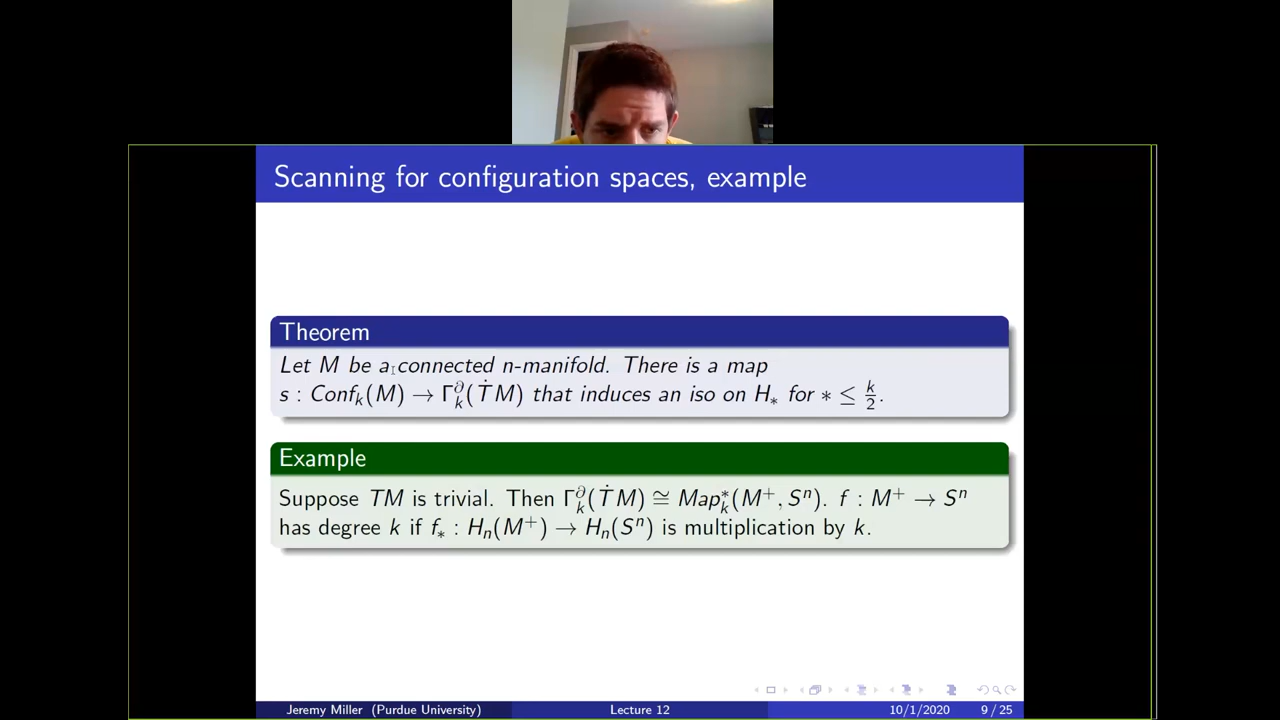 Scanning for configuration spaces, example
Theorem
Let M be a connected n-manifold. There is a map
s : Conf_k(M) → Γ^∂_k(ṪM) that induces an iso on H_* for * ≤ k/2.
Example
Suppose TM is trivial. Then Γ^∂_k(ṪM) ≅ Map^*_k(M^+, S^n). f : M^+ → S^n
has degree k if f_* : H_n(M^+) → H_n(S^n) is multiplication by k.
Jeremy Miller (Purdue University) Lecture 12 10/1/2020 9 / 25